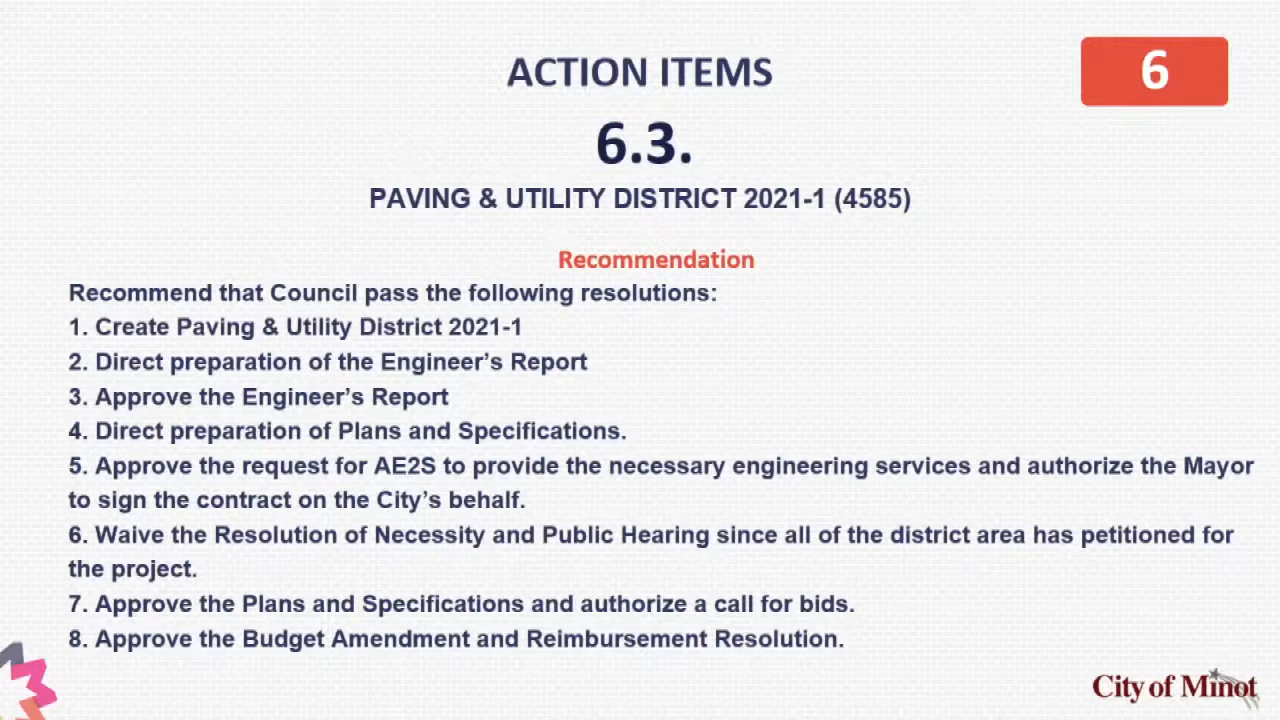 ACTION ITEMS
6
6.3.
PAVING & UTILITY DISTRICT 2021-1 (4585)
Recommendation
Recommend that Council pass the following resolutions:
1. Create Paving & Utility District 2021-1
2. Direct preparation of the Engineer’s Report
3. Approve the Engineer’s Report
4. Direct preparation of Plans and Specifications.
5. Approve the request for AE2S to provide the necessary engineering services and authorize the Mayor
to sign the contract on the City’s behalf.
6. Waive the Resolution of Necessity and Public Hearing since all of the district area has petitioned for
the project.
7. Approve the Plans and Specifications and authorize a call for bids.
8. Approve the Budget Amendment and Reimbursement Resolution.
City of Minot